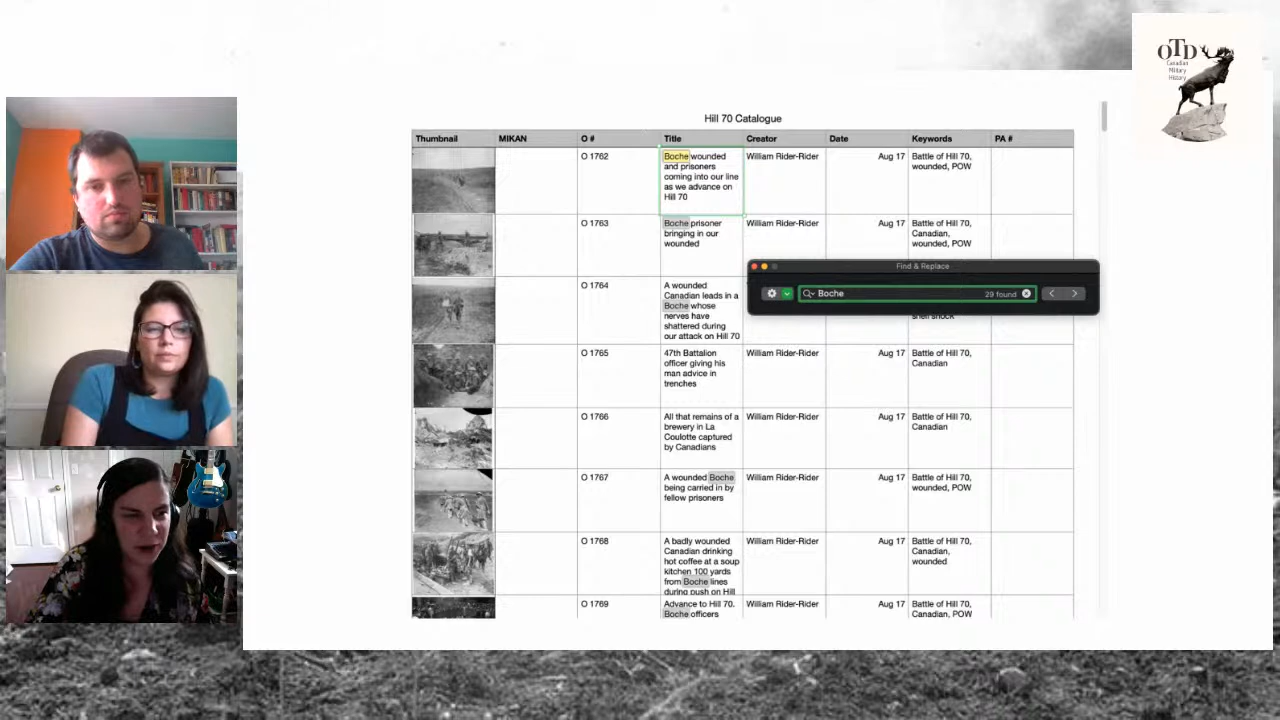 OTD
Canadian
Military
History
Hill 70 Catalogue
Thumbnail MIKAN O # Title Creator Date Keywords PA #
O 1762
Boche wounded
and prisoners
coming into our line
as we advance on
Hill 70
William Rider-Rider
Aug 17
Battle of Hill 70,
wounded, POW
O 1763
Boche prisoner
bringing in our
wounded
William Rider-Rider
Aug 17
Battle of Hill 70,
Canadian,
wounded, POW
Find & Replace
Boche
29 found
O 1764
A wounded
Canadian leads in a
Boche whose
nerves have
shattered during
our attack on Hill 70
shell shock
O 1765
47th Battalion
officer giving his
man advice in
trenches
William Rider-Rider
Aug 17
Battle of Hill 70,
Canadian
O 1766
All that remains of a
brewery in La
Coulotte captured
by Canadians
William Rider-Rider
Aug 17
Battle of Hill 70,
Canadian
O 1767
A wounded Boche
being carried in by
fellow prisoners
William Rider-Rider
Aug 17
Battle of Hill 70,
wounded, POW
O 1768
A badly wounded
Canadian drinking
hot coffee at a soup
kitchen 100 yards
from Boche lines
during push on Hill
William Rider-Rider
Aug 17
Battle of Hill 70,
Canadian,
wounded
O 1769
Advance to Hill 70.
Boche officers
William Rider-Rider
Aug 17
Battle of Hill 70,
Canadian, POW